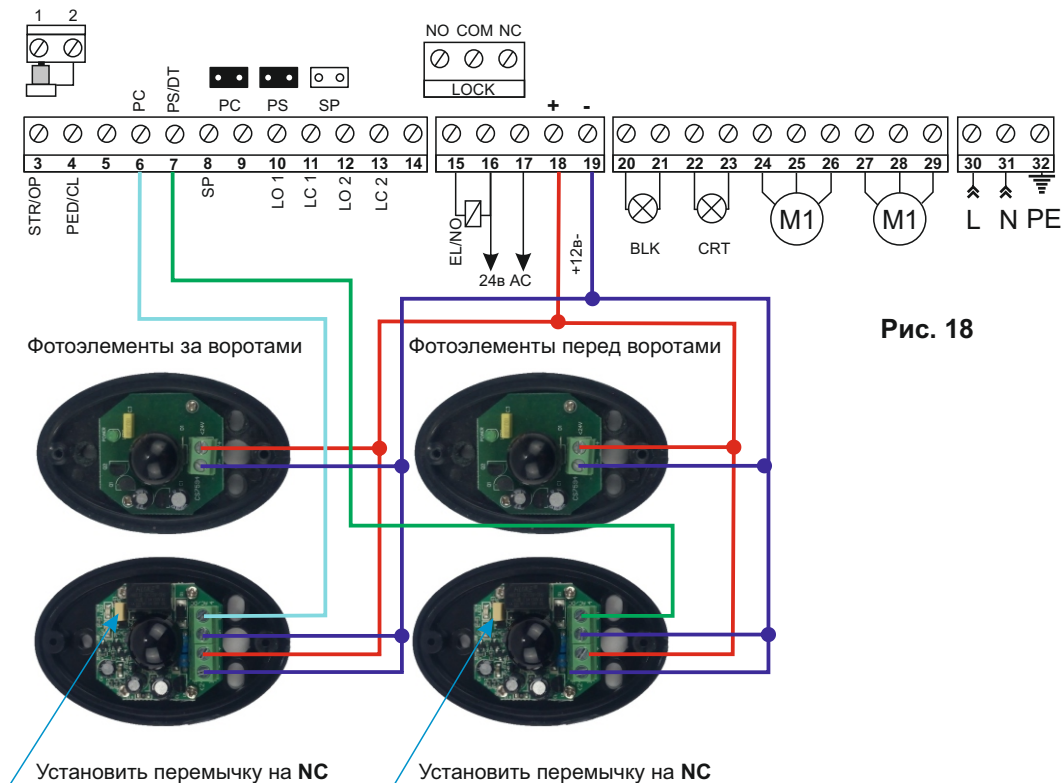 1 2
NO COM NC
LOCK
PC
PS/DT
PC PS SP
+ -
3 4 5 6 7 8 9 10 11 12 13 14
15 16 17 18 19
20 21 22 23 24 25 26 27 28 29
30 31 32
STR/OP
PED/CL
SP
LO 1
LC 1
LO 2
LC 2
EL/NO
24в АС
+12в-
BLK
CRT
M1
M1
L N PE
Рис. 18
Фотоэлементы за воротами
Фотоэлементы перед воротами
Установить перемычку на NC
Установить перемычку на NC